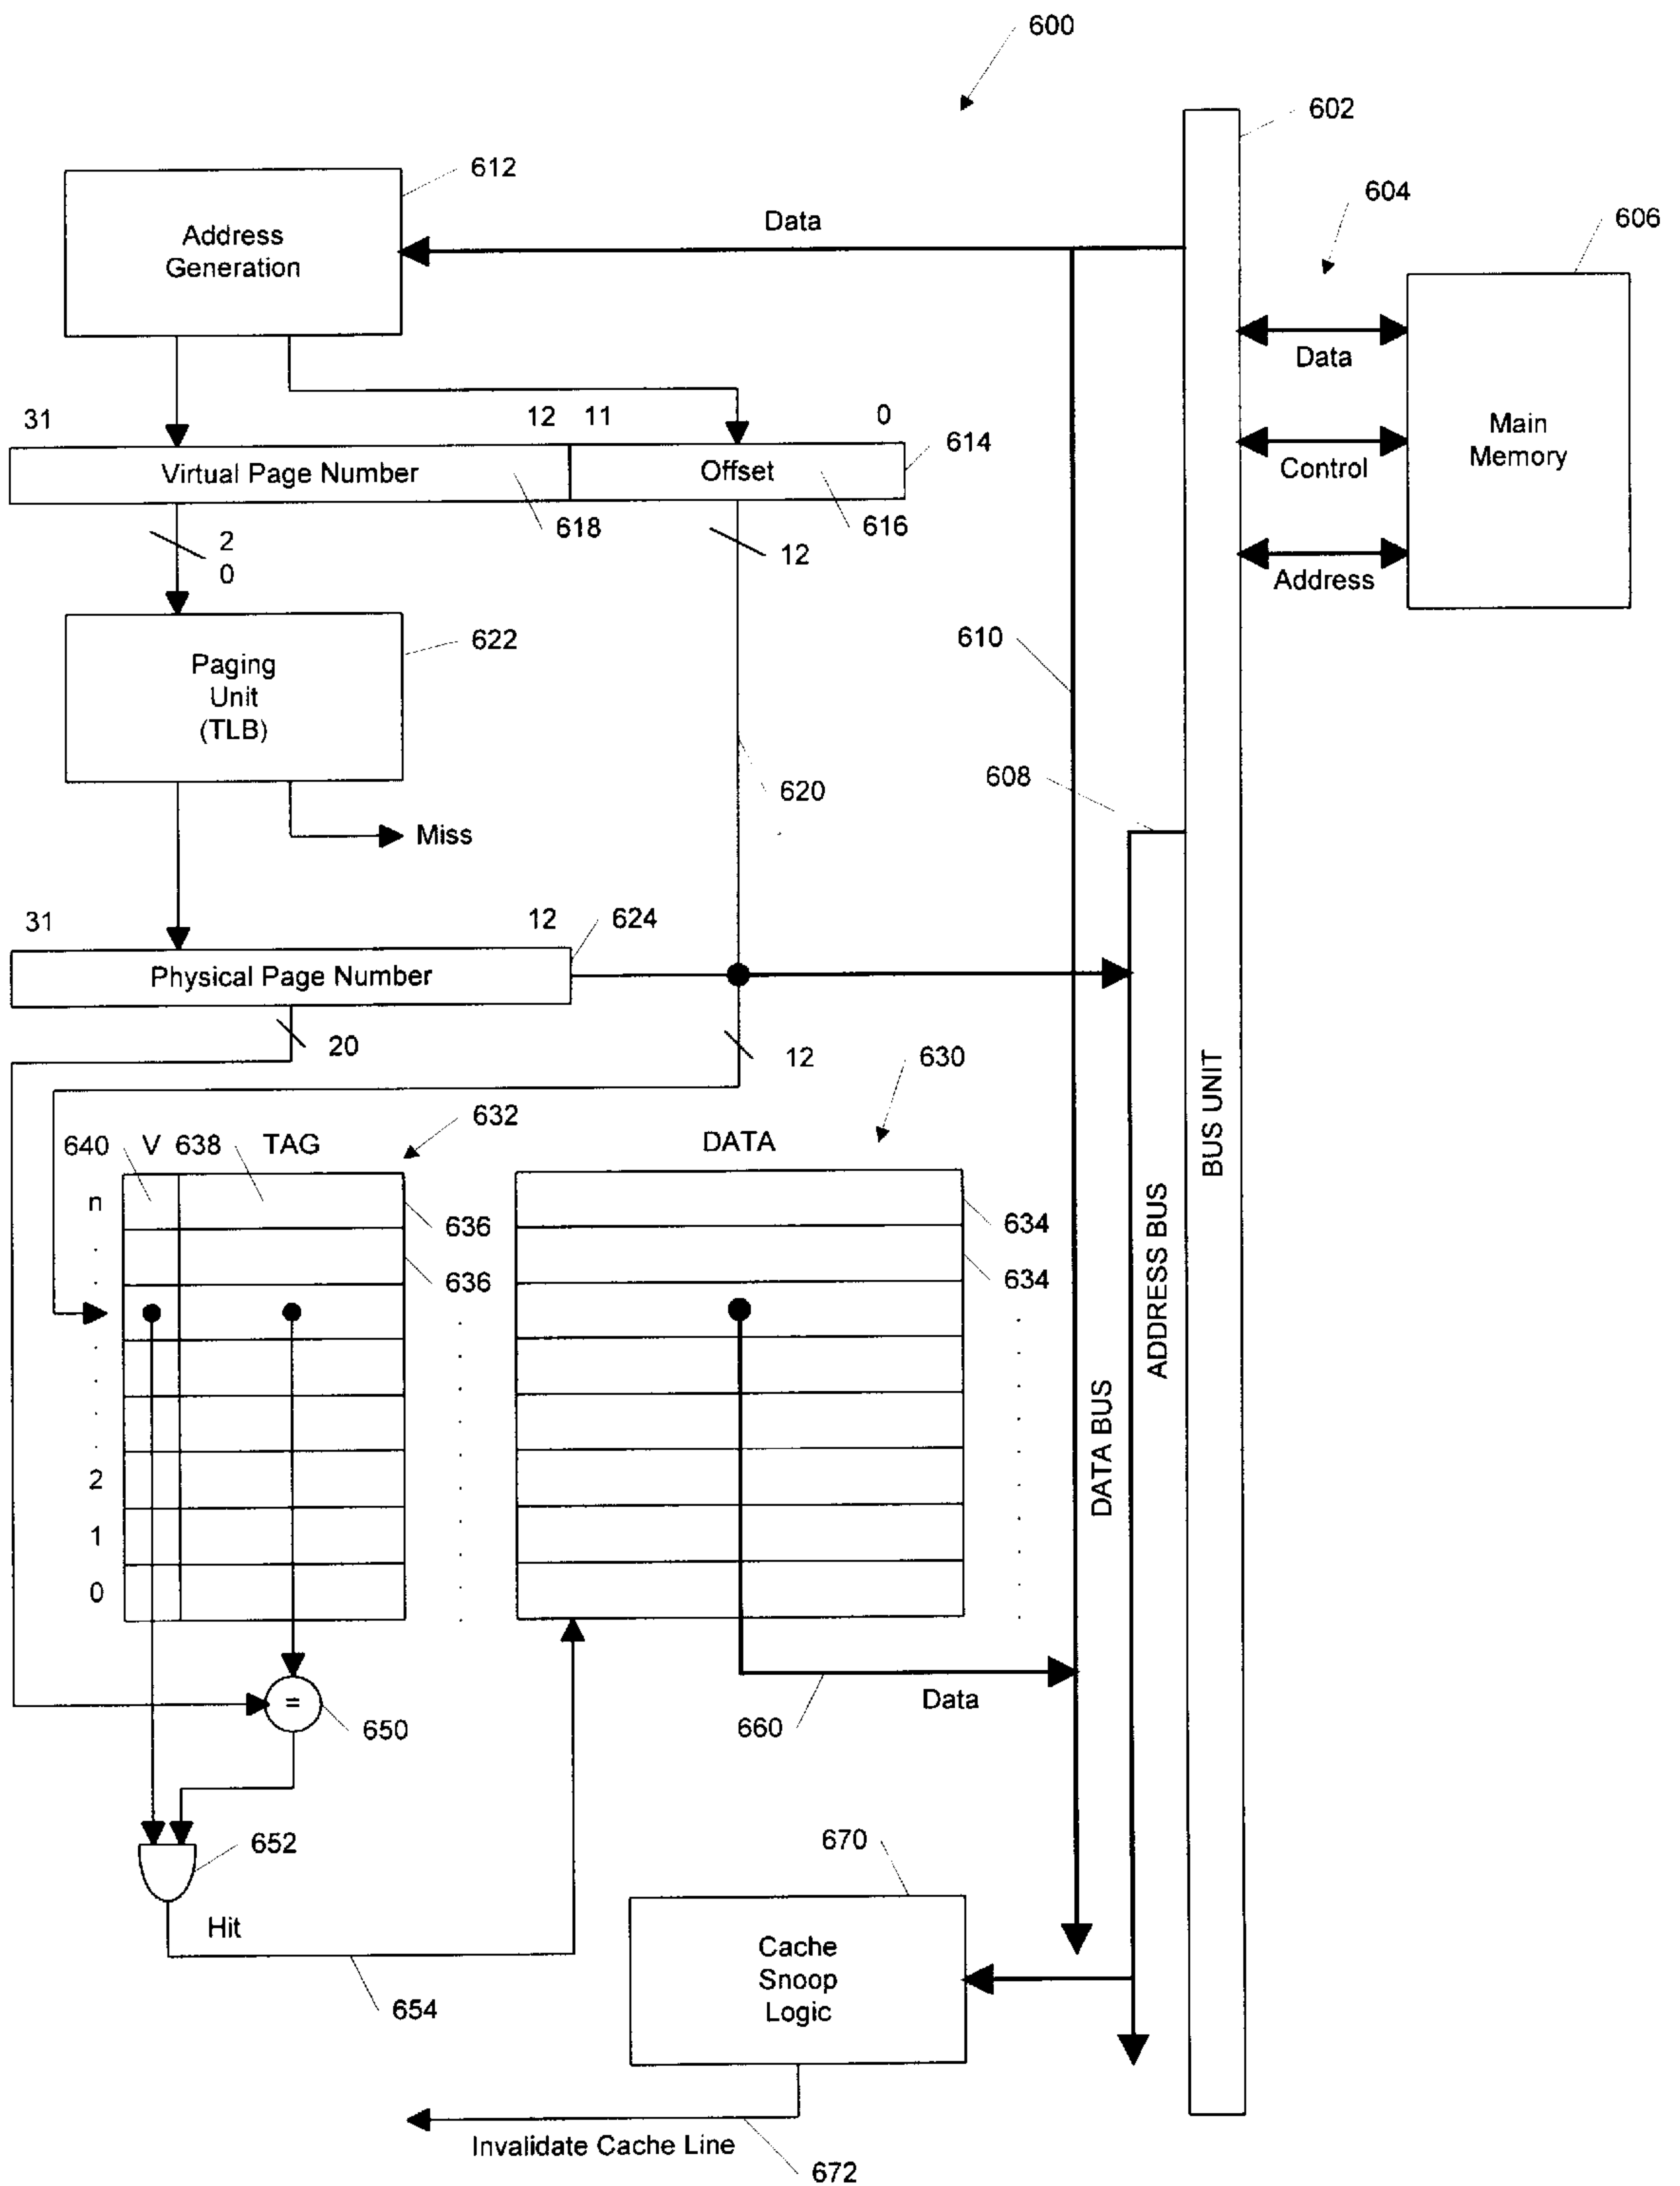 600
602
612
604
606
Data
Address
Generation
Data
Control
Address
Main
Memory
31
12
11
0
614
Virtual Page Number
Offset
618
616
2
0
12
622
Paging
Unit
(TLB)
610
620
608
Miss
31
12
624
Physical Page Number
20
12
630
632
640
V
638
TAG
DATA
BUS UNIT
ADDRESS BUS
DATA BUS
n
636
634
636
634
2
1
0
=
650
660
Data
652
670
Hit
Cache
Snoop
Logic
654
Invalidate Cache Line
672